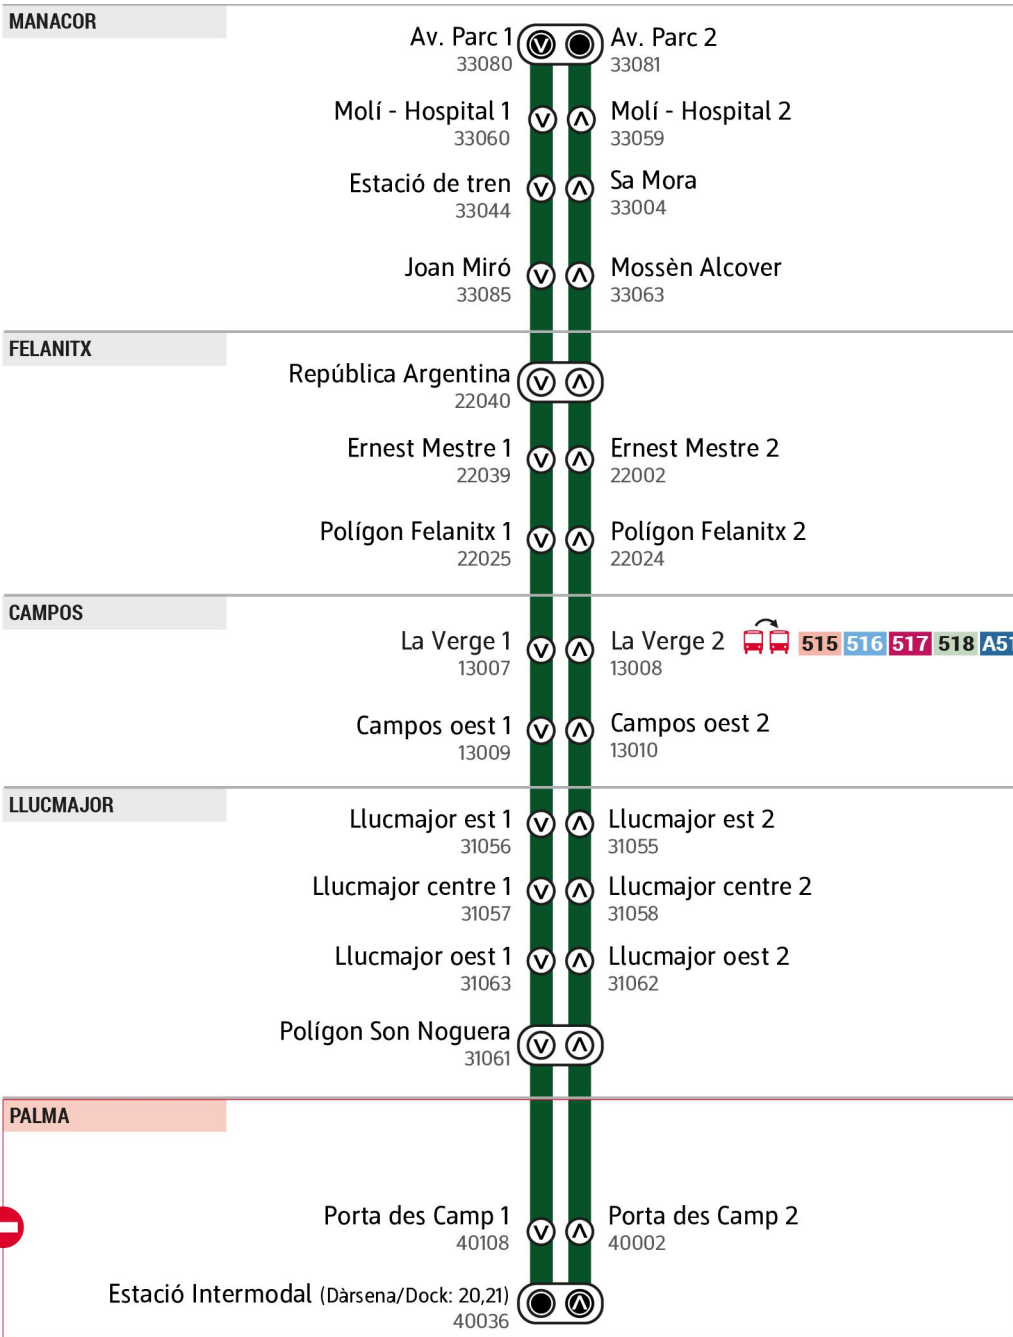 MANACOR
Av. Parc 1 Av. Parc 2
33080 33081
Molí - Hospital 1 Molí - Hospital 2
33060 33059
Estació de tren Sa Mora
33044 33004
Joan Miró Mossèn Alcover
33085 33063
FELANITX
República Argentina
22040
Ernest Mestre 1 Ernest Mestre 2
22039 22002
Polígon Felanitx 1 Polígon Felanitx 2
22025 22024
CAMPOS
La Verge 1 La Verge 2 515 516 517 518 A51
13007 13008
Campos oest 1 Campos oest 2
13009 13010
LLUCMAJOR
Llucmajor est 1 Llucmajor est 2
31056 31055
Llucmajor centre 1 Llucmajor centre 2
31057 31058
Llucmajor oest 1 Llucmajor oest 2
31063 31062
Polígon Son Noguera
31061
PALMA
Porta des Camp 1 Porta des Camp 2
40108 40002
Estació Intermodal (Dàrsena/Dock: 20,21)
40036